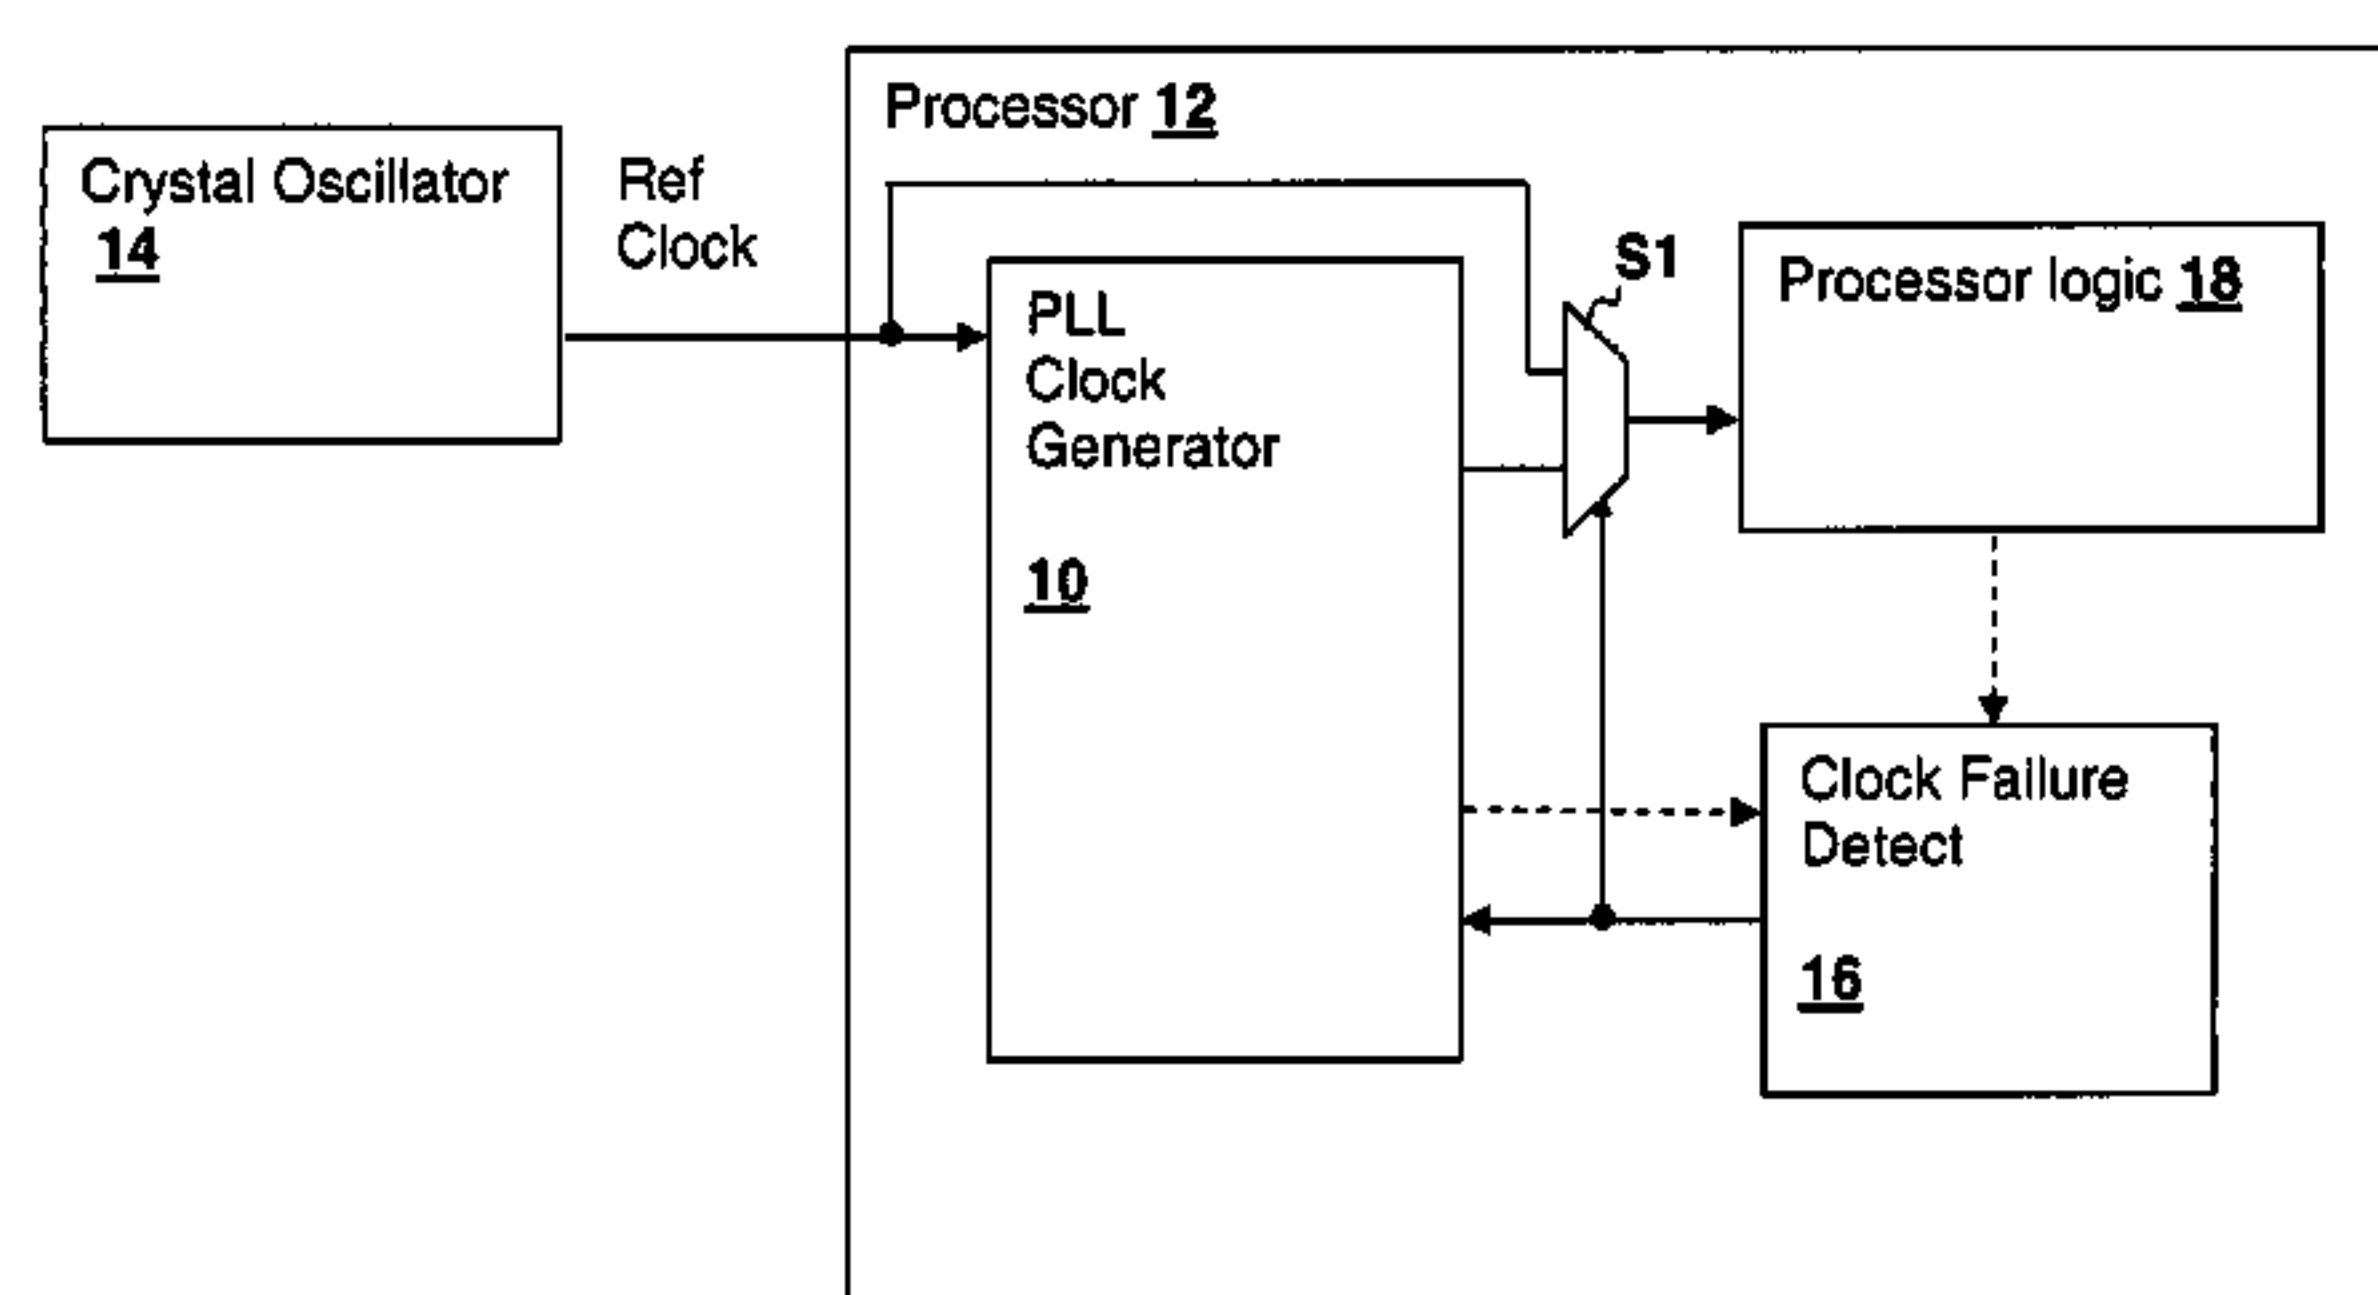 Processor 12
Crystal Oscillator
14
Ref
Clock
S1
Processor logic 18
PLL
Clock
Generator
10
Clock Failure
Detect
16